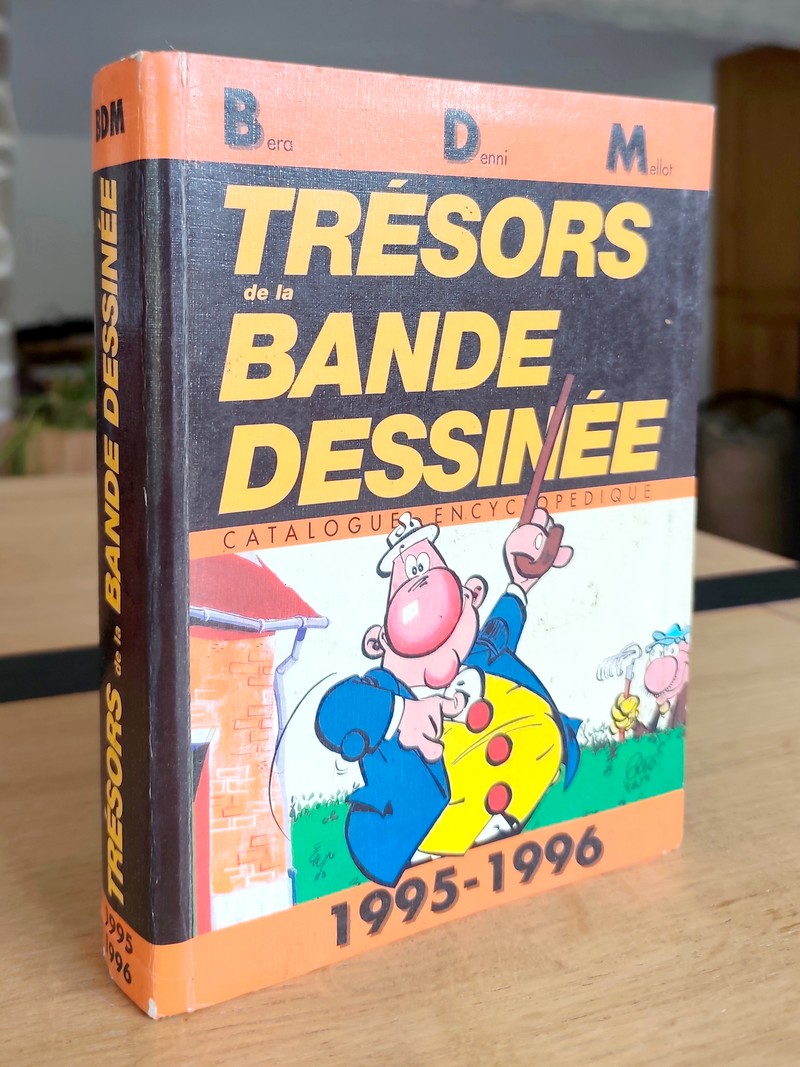 BDM
TRÉSORS de la BANDE DESSINÉE
1995
1996
Bera Denni Mellot
TRÉSORS
de la
BANDE
DESSINÉE
CATALOGUE ENCYCLOPEDIQUE
1995-1996